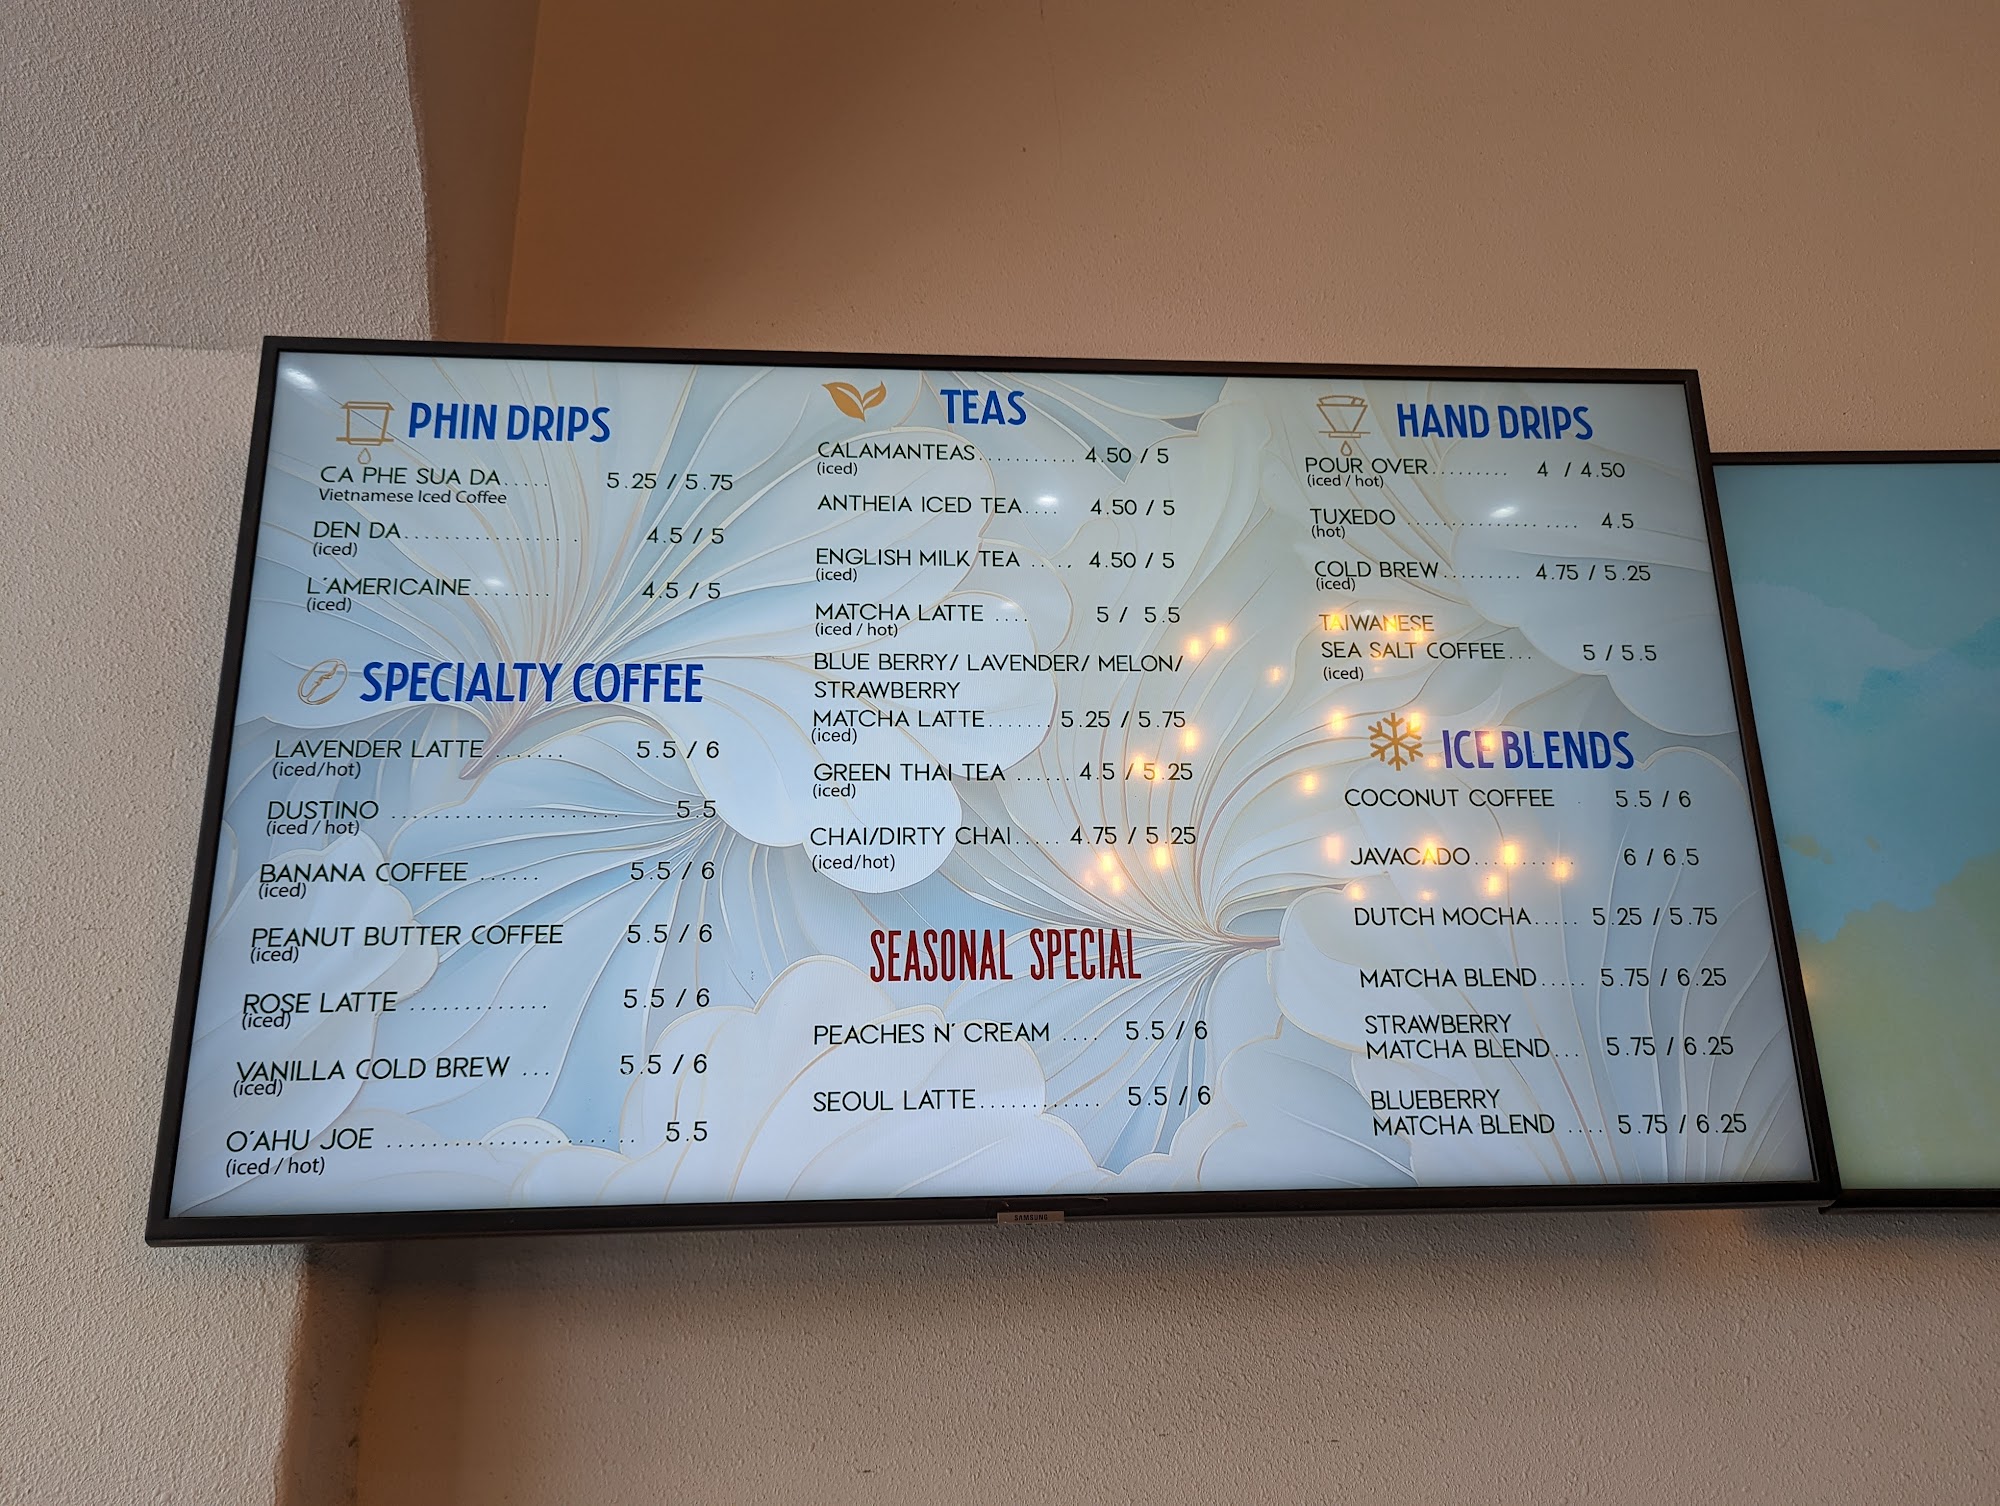 PHIN DRIPS
CA PHE SUA DA..... 5.25 / 5.75
Vietnamese Iced Coffee
DEN DA.................. 4.5 / 5
(iced)
L'AMERICAINE........ 4.5 / 5
(iced)
SPECIALTY COFFEE
LAVENDER LATTE ....... 5.5 / 6
(iced/hot)
DUSTINO ........................ 5.5
(iced / hot)
BANANA COFFEE ...... 5.5 / 6
(iced)
PEANUT BUTTER COFFEE 5.5 / 6
(iced)
ROSE LATTE ............. 5.5 / 6
(iced)
VANILLA COLD BREW ... 5.5 / 6
(iced)
O'AHU JOE ....................... 5.5
(iced / hot)
TEAS
CALAMANTEAS.......... 4.50 / 5
(iced)
ANTHEIA ICED TEA.... 4.50 / 5
ENGLISH MILK TEA .... 4.50 / 5
(iced)
MATCHA LATTE .... 5 / 5.5
(iced / hot)
BLUE BERRY/ LAVENDER/ MELON/
STRAWBERRY
MATCHA LATTE....... 5.25 / 5.75
(iced)
GREEN THAI TEA ...... 4.5 / 5.25
(iced)
CHAI/DIRTY CHAI..... 4.75 / 5.25
(iced/hot)
SEASONAL SPECIAL
PEACHES N' CREAM .... 5.5 / 6
SEOUL LATTE............ 5.5 / 6
HAND DRIPS
POUR OVER......... 4 / 4.50
(iced / hot)
TUXEDO .................. 4.5
(hot)
COLD BREW......... 4.75 / 5.25
(iced)
TAIWANESE
SEA SALT COFFEE... 5 / 5.5
(iced)
ICE BLENDS
COCONUT COFFEE 5.5 / 6
JAVACADO........... 6 / 6.5
DUTCH MOCHA..... 5.25 / 5.75
MATCHA BLEND..... 5.75 / 6.25
STRAWBERRY
MATCHA BLEND... 5.75 / 6.25
BLUEBERRY
MATCHA BLEND .... 5.75 / 6.25
SAMSUNG